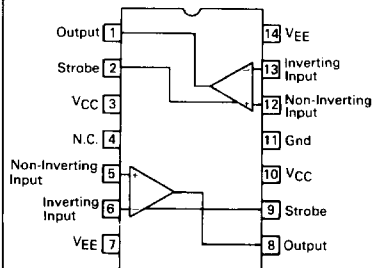 Output 1
Strobe 2
VCC 3
N.C. 4
Non-Inverting
Input
5 +
Inverting
Input
6 −
VEE 7
14 VEE
13 Inverting
Input
−
12 Non-Inverting
Input
+
11 Gnd
10 VCC
9 Strobe
8 Output